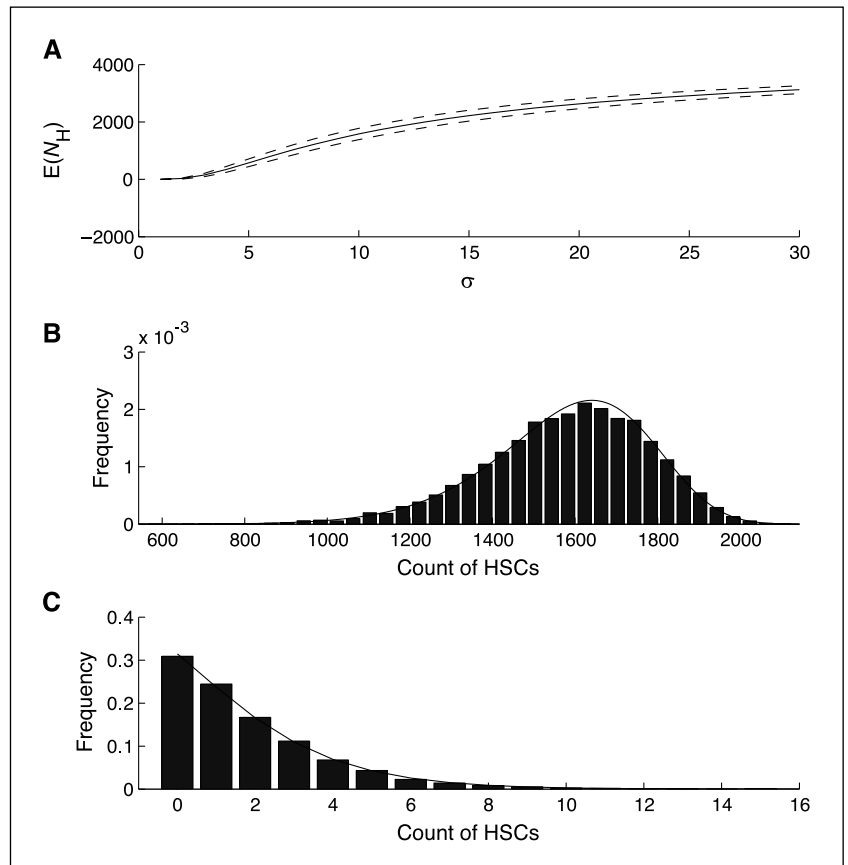 A
4000
2000
0
−2000
E(N_H)
0 5 10 15 20 25 30
σ
B
x 10^-3
3
2
1
0
Frequency
600 800 1000 1200 1400 1600 1800 2000
Count of HSCs
C
0.4
0.3
0.2
0.1
0
Frequency
0 2 4 6 8 10 12 14 16
Count of HSCs